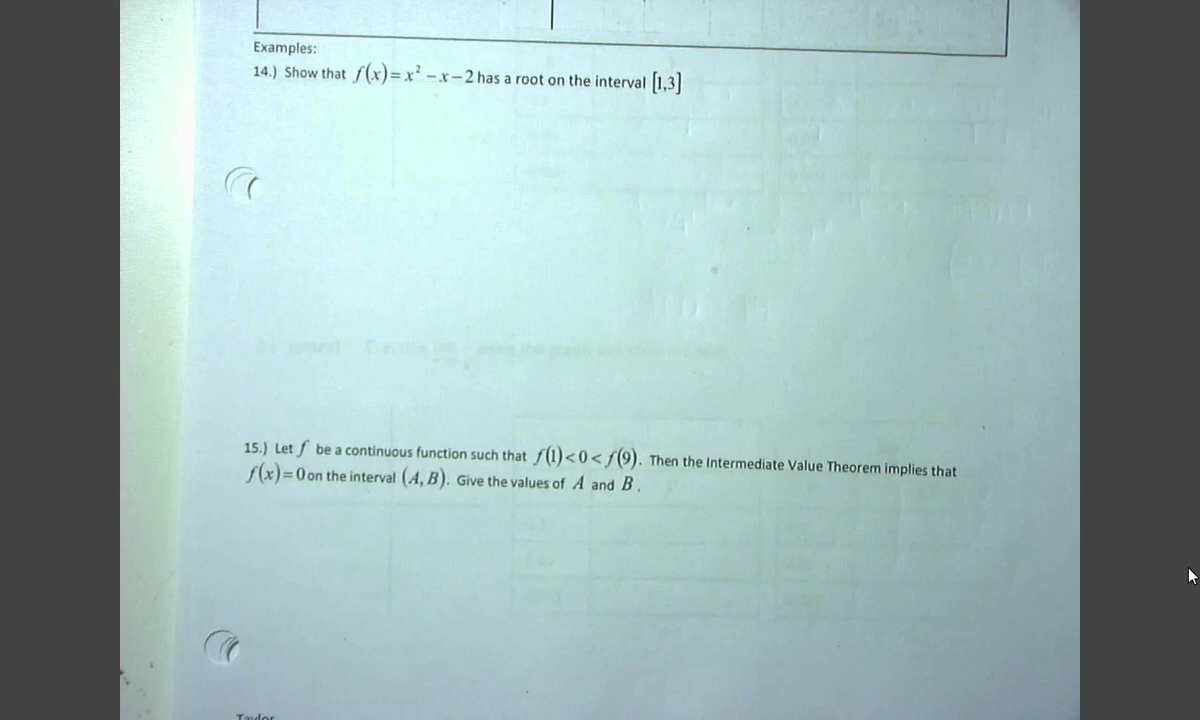 Examples:
14.) Show that f(x)=x² −x−2 has a root on the interval [1,3]
15.) Let f be a continuous function such that f(1)<0<f(9). Then the Intermediate Value Theorem implies that
f(x)=0 on the interval (A, B). Give the values of A and B.
Taylor